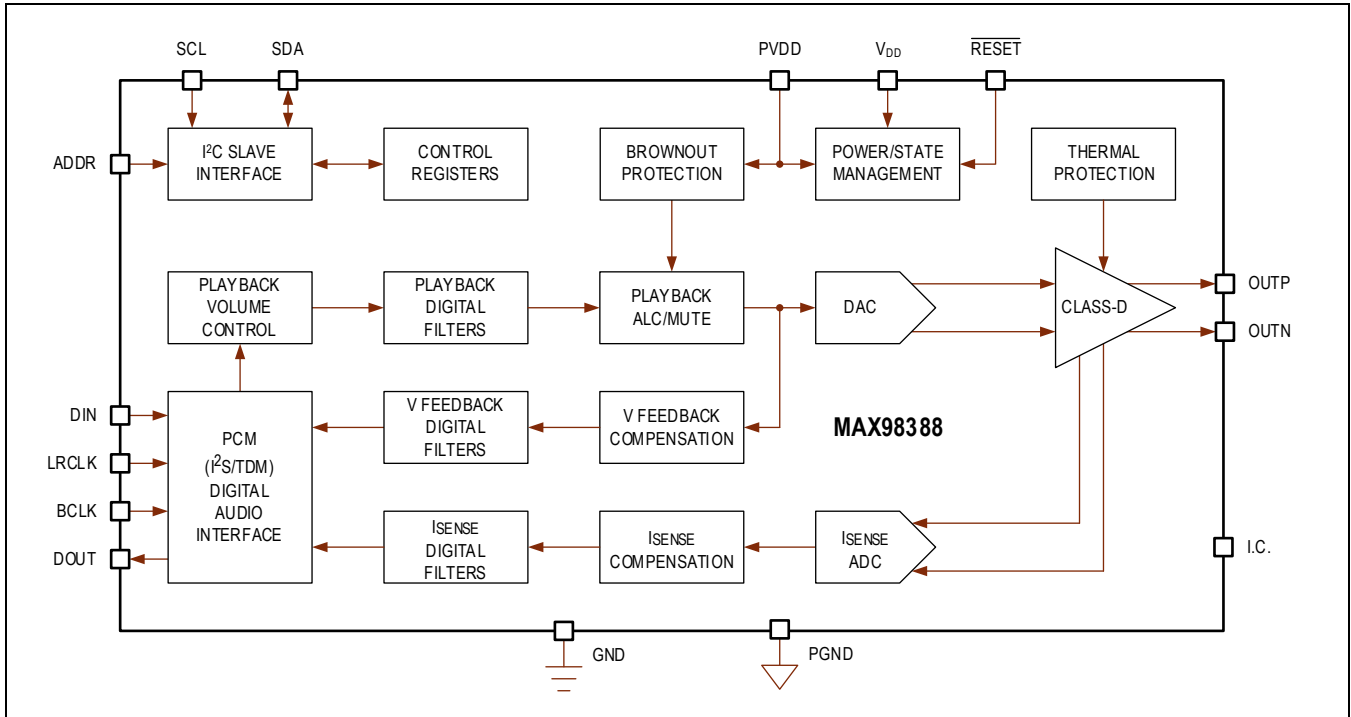 SCL
SDA
PVDD
VDD
RESET
ADDR
I²C SLAVE
INTERFACE
CONTROL
REGISTERS
BROWNOUT
PROTECTION
POWER/STATE
MANAGEMENT
THERMAL
PROTECTION
PLAYBACK
VOLUME
CONTROL
PLAYBACK
DIGITAL
FILTERS
PLAYBACK
ALC/MUTE
DAC
CLASS-D
OUTP
OUTN
DIN
LRCLK
BCLK
DOUT
PCM
(I²S/TDM)
DIGITAL
AUDIO
INTERFACE
V FEEDBACK
DIGITAL
FILTERS
V FEEDBACK
COMPENSATION
MAX98388
ISENSE
DIGITAL
FILTERS
ISENSE
COMPENSATION
ISENSE
ADC
I.C.
GND
PGND